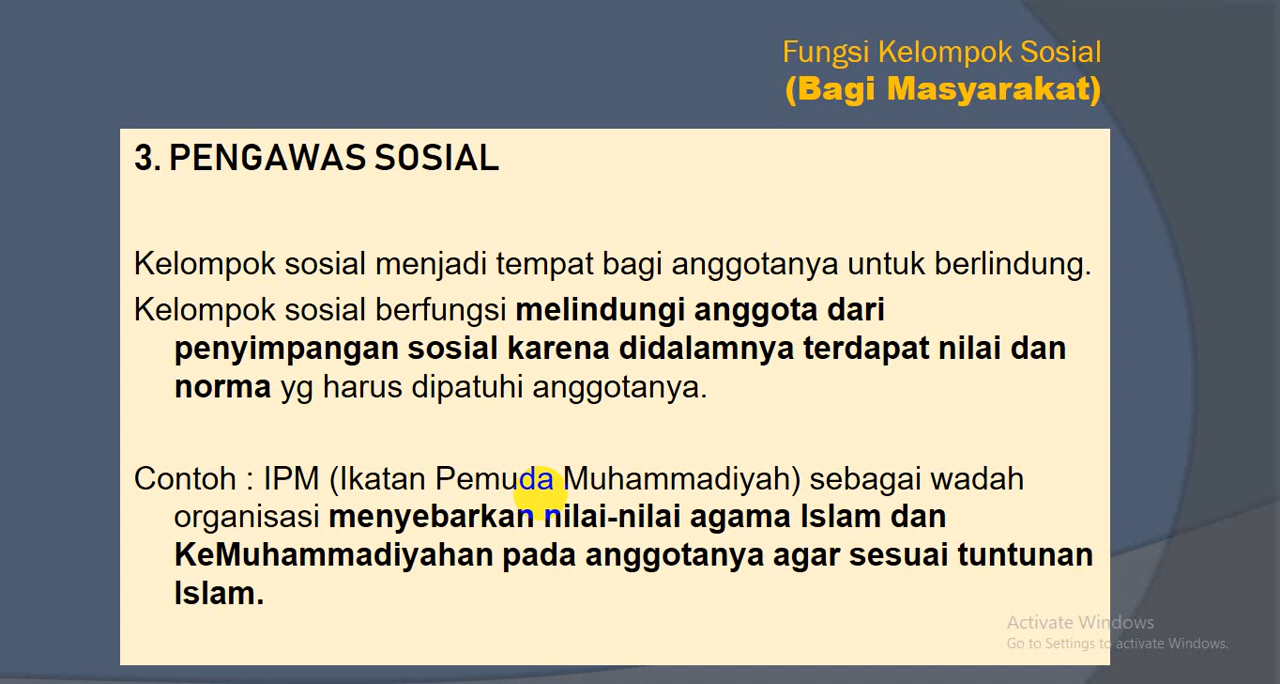 Fungsi Kelompok Sosial
(Bagi Masyarakat)
3. PENGAWAS SOSIAL
Kelompok sosial menjadi tempat bagi anggotanya untuk berlindung.
Kelompok sosial berfungsi melindungi anggota dari
penyimpangan sosial karena didalamnya terdapat nilai dan
norma yg harus dipatuhi anggotanya.
Contoh : IPM (Ikatan Pemuda Muhammadiyah) sebagai wadah
organisasi menyebarkan nilai-nilai agama Islam dan
KeMuhammadiyahan pada anggotanya agar sesuai tuntunan
Islam.
Activate Windows
Go to Settings to activate Windows.